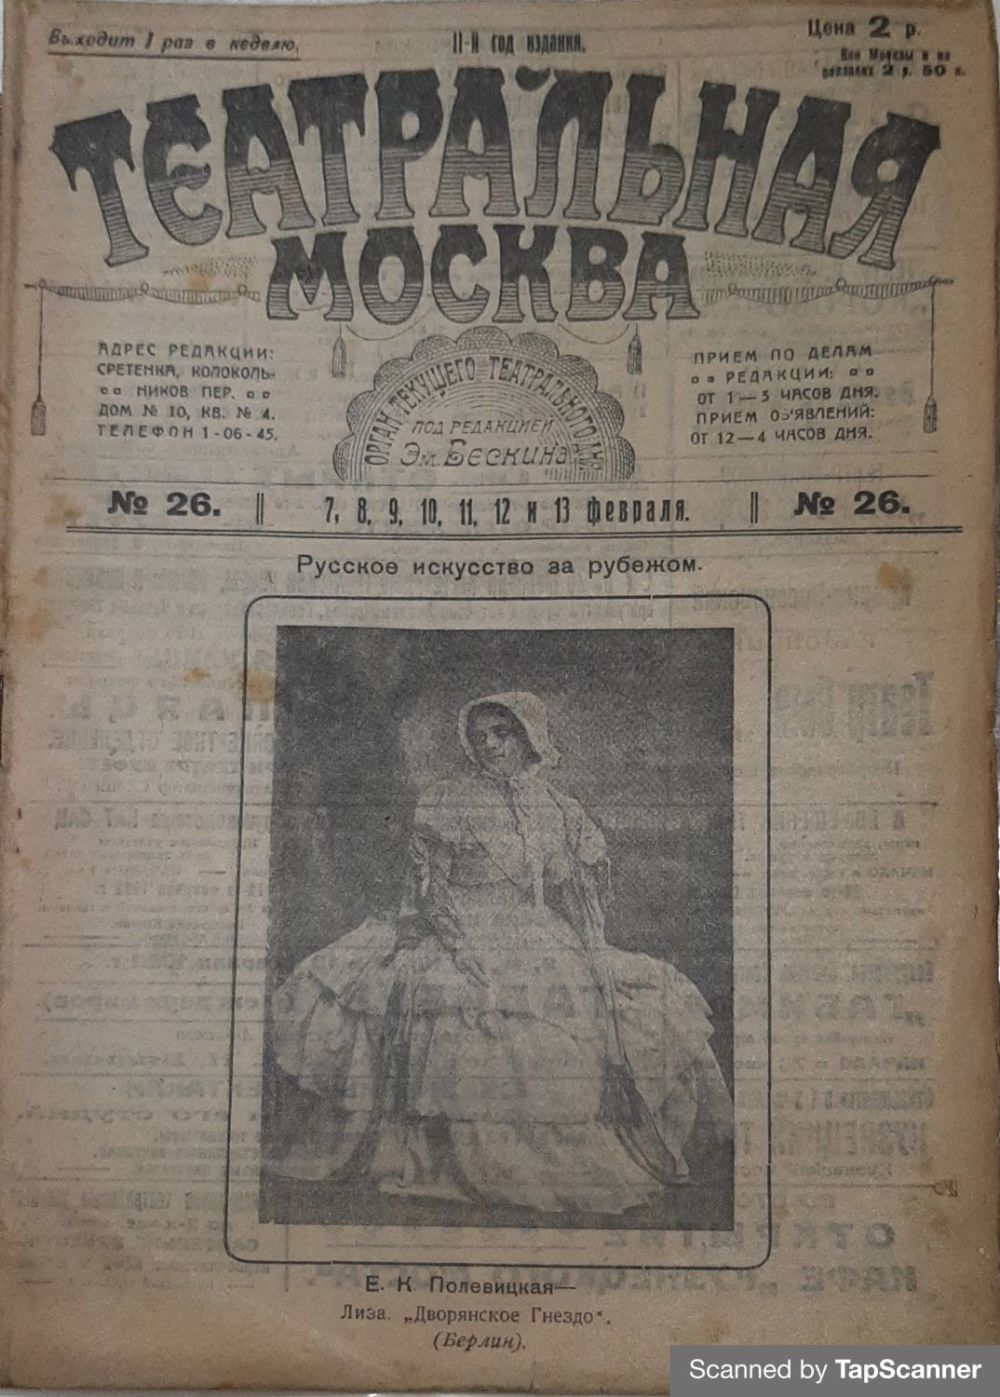 Выходит 1 раз в неделю.
II-й год издания.
Цена 2 р.
Вне Москвы и на
вокзалах 2 р. 50 к.
ТЕАТРАЛЬНАЯ
МОСКВА
АДРЕС РЕДАКЦИИ:
СРЕТЕНКА, КОЛОКОЛЬ-
НИКОВ ПЕР.
ДОМ № 10, КВ. № 4.
ТЕЛЕФОН 1-06-45.
ОРГАН ТЕКУЩЕГО ТЕАТРАЛЬНОГО ДНЯ
ПОД РЕДАКЦИЕЙ
Эм. Бескина
ПРИЕМ ПО ДЕЛАМ
РЕДАКЦИИ:
ОТ 1—3 ЧАСОВ ДНЯ.
ПРИЕМ ОБ'ЯВЛЕНИЙ:
ОТ 12—4 ЧАСОВ ДНЯ.
№ 26. || 7, 8, 9, 10, 11, 12 и 13 февраля. || № 26.
Русское искусство за рубежом.
Е. К. Полевицкая—
Лиза. „Дворянское Гнездо“.
(Берлин).
Scanned by TapScanner